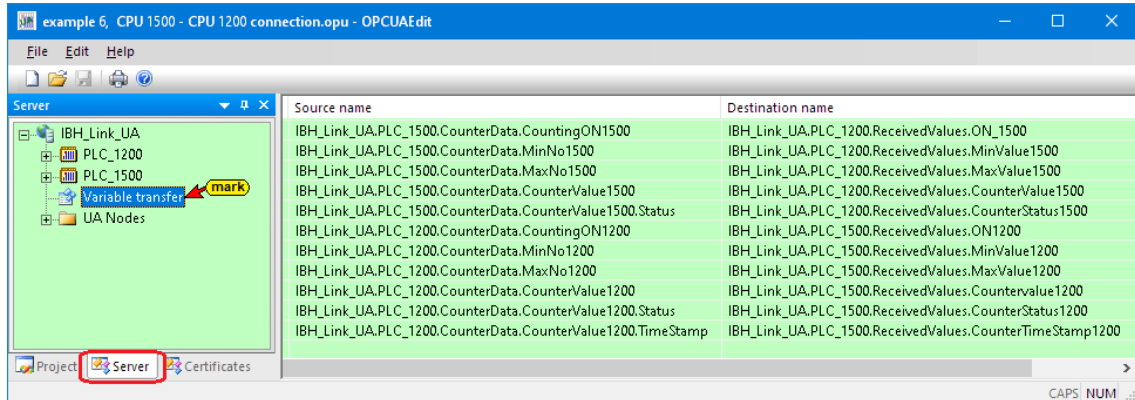 example 6, CPU 1500 - CPU 1200 connection.opu - OPCUAEdit
File Edit Help
Server
IBH_Link_UA
PLC_1200
PLC_1500
Variable transfer
mark
UA Nodes
Source name Destination name
IBH_Link_UA.PLC_1500.CounterData.CountingON1500 IBH_Link_UA.PLC_1200.ReceivedValues.ON_1500
IBH_Link_UA.PLC_1500.CounterData.MinNo1500 IBH_Link_UA.PLC_1200.ReceivedValues.MinValue1500
IBH_Link_UA.PLC_1500.CounterData.MaxNo1500 IBH_Link_UA.PLC_1200.ReceivedValues.MaxValue1500
IBH_Link_UA.PLC_1500.CounterData.CounterValue1500 IBH_Link_UA.PLC_1200.ReceivedValues.CounterValue1500
IBH_Link_UA.PLC_1500.CounterData.CounterValue1500.Status IBH_Link_UA.PLC_1200.ReceivedValues.CounterStatus1500
IBH_Link_UA.PLC_1200.CounterData.CountingON1200 IBH_Link_UA.PLC_1500.ReceivedValues.ON1200
IBH_Link_UA.PLC_1200.CounterData.MinNo1200 IBH_Link_UA.PLC_1500.ReceivedValues.MinValue1200
IBH_Link_UA.PLC_1200.CounterData.MaxNo1200 IBH_Link_UA.PLC_1500.ReceivedValues.MaxValue1200
IBH_Link_UA.PLC_1200.CounterData.CounterValue1200 IBH_Link_UA.PLC_1500.ReceivedValues.Countervalue1200
IBH_Link_UA.PLC_1200.CounterData.CounterValue1200.Status IBH_Link_UA.PLC_1500.ReceivedValues.CounterStatus1200
IBH_Link_UA.PLC_1200.CounterData.CounterValue1200.TimeStamp IBH_Link_UA.PLC_1500.ReceivedValues.CounterTimeStamp1200
Project Server Certificates
CAPS NUM